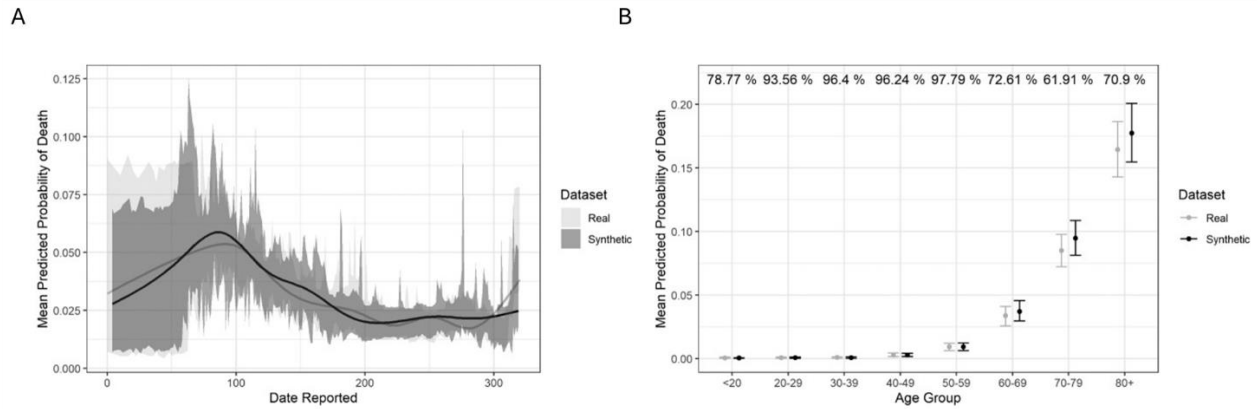 A
Mean Predicted Probability of Death
0.125
0.100
0.075
0.050
0.025
0.000
0
100
200
300
Date Reported
Dataset
Real
Synthetic
B
Mean Predicted Probability of Death
78.77 % 93.56 % 96.4 % 96.24 % 97.79 % 72.61 % 61.91 % 70.9 %
0.20
0.15
0.10
0.05
0.00
<20 20-29 30-39 40-49 50-59 60-69 70-79 80+
Age Group
Dataset
Real
Synthetic